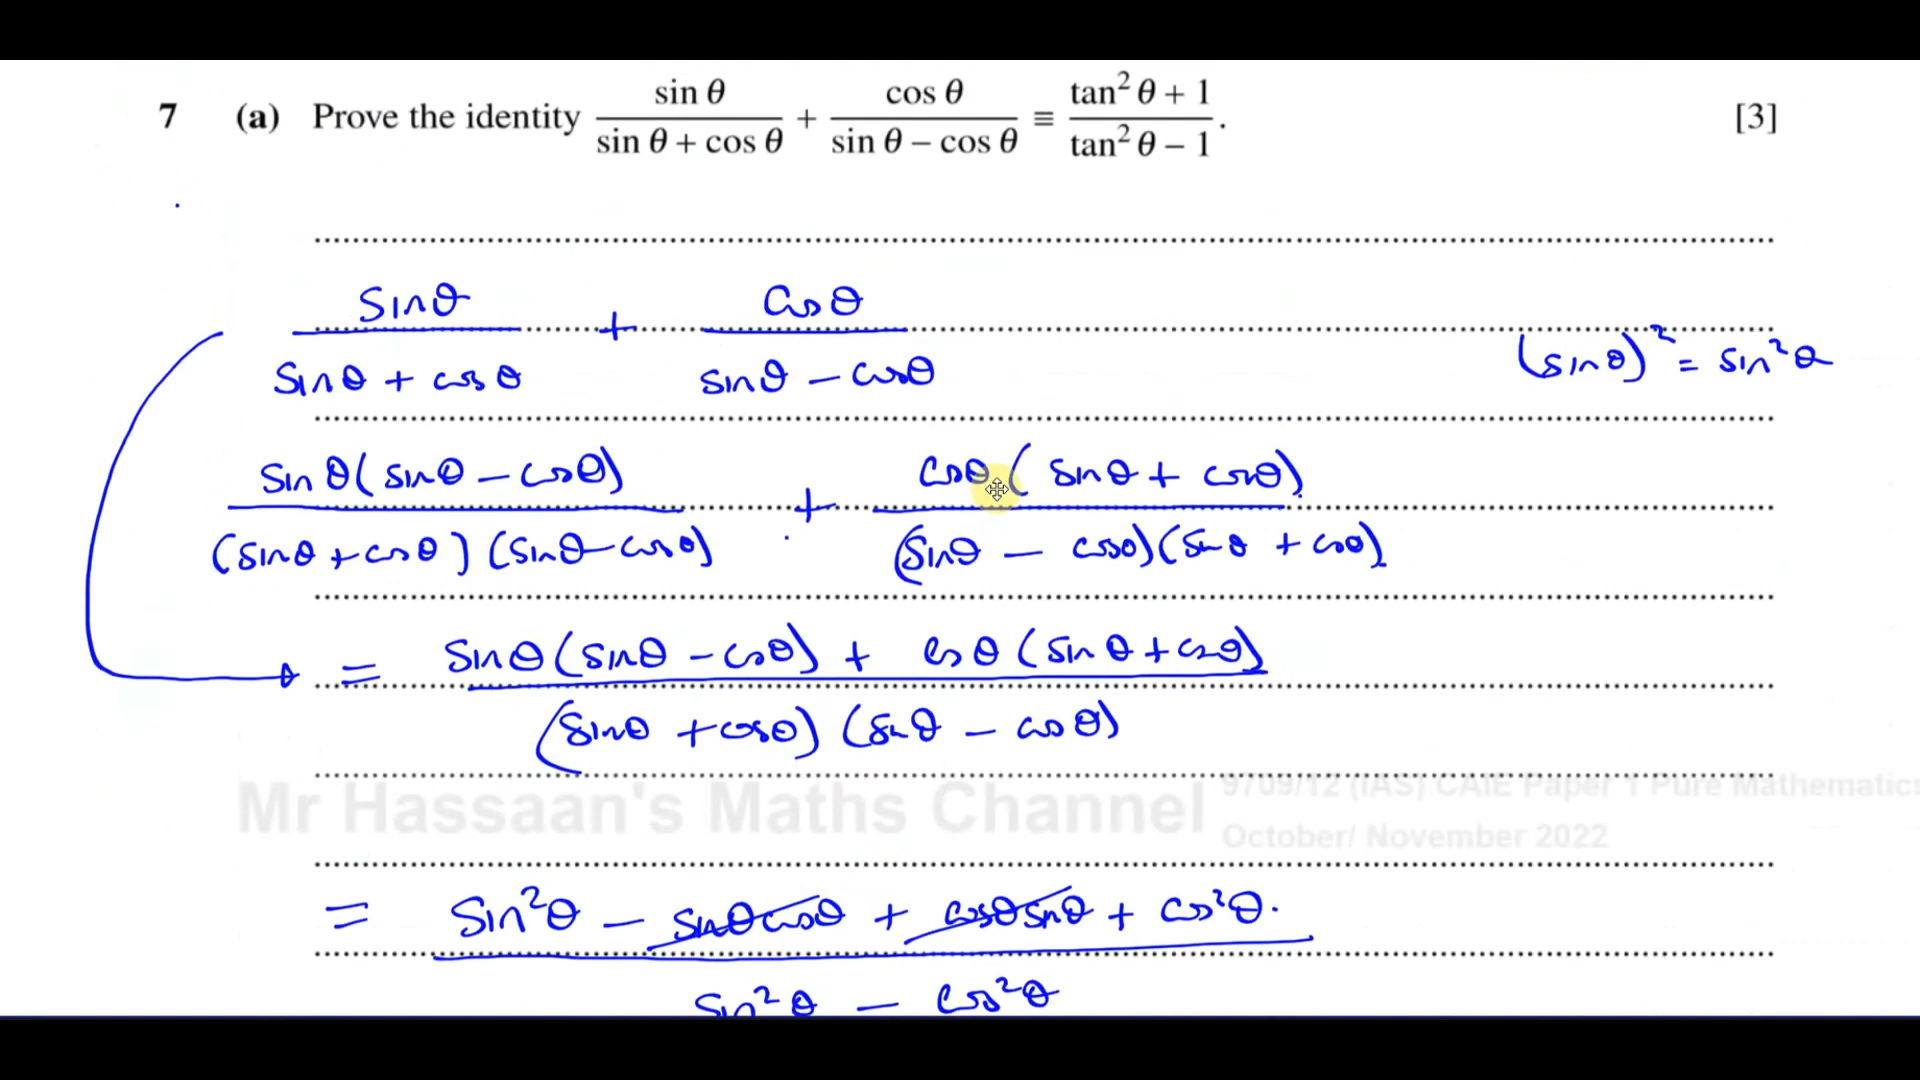 7 (a) Prove the identity sin θ / (sin θ + cos θ) + cos θ / (sin θ − cos θ) ≡ (tan² θ + 1) / (tan² θ − 1). [3]
sinθ / (sinθ + cosθ) + cosθ / (sinθ − cosθ)
(sinθ)² = sin²θ
sinθ(sinθ − cosθ) / (sinθ + cosθ)(sinθ − cosθ) + cosθ(sinθ + cosθ) / (sinθ − cosθ)(sinθ + cosθ)
= sinθ(sinθ − cosθ) + cosθ(sinθ + cosθ) / (sinθ + cosθ)(sinθ − cosθ)
Mr Hassaan's Maths Channel
9709/12 (IAS) CAIE Paper 1 Pure Mathematics
October/ November 2022
= sin²θ − sinθcosθ + cosθsinθ + cos²θ. / sin²θ − cos²θ